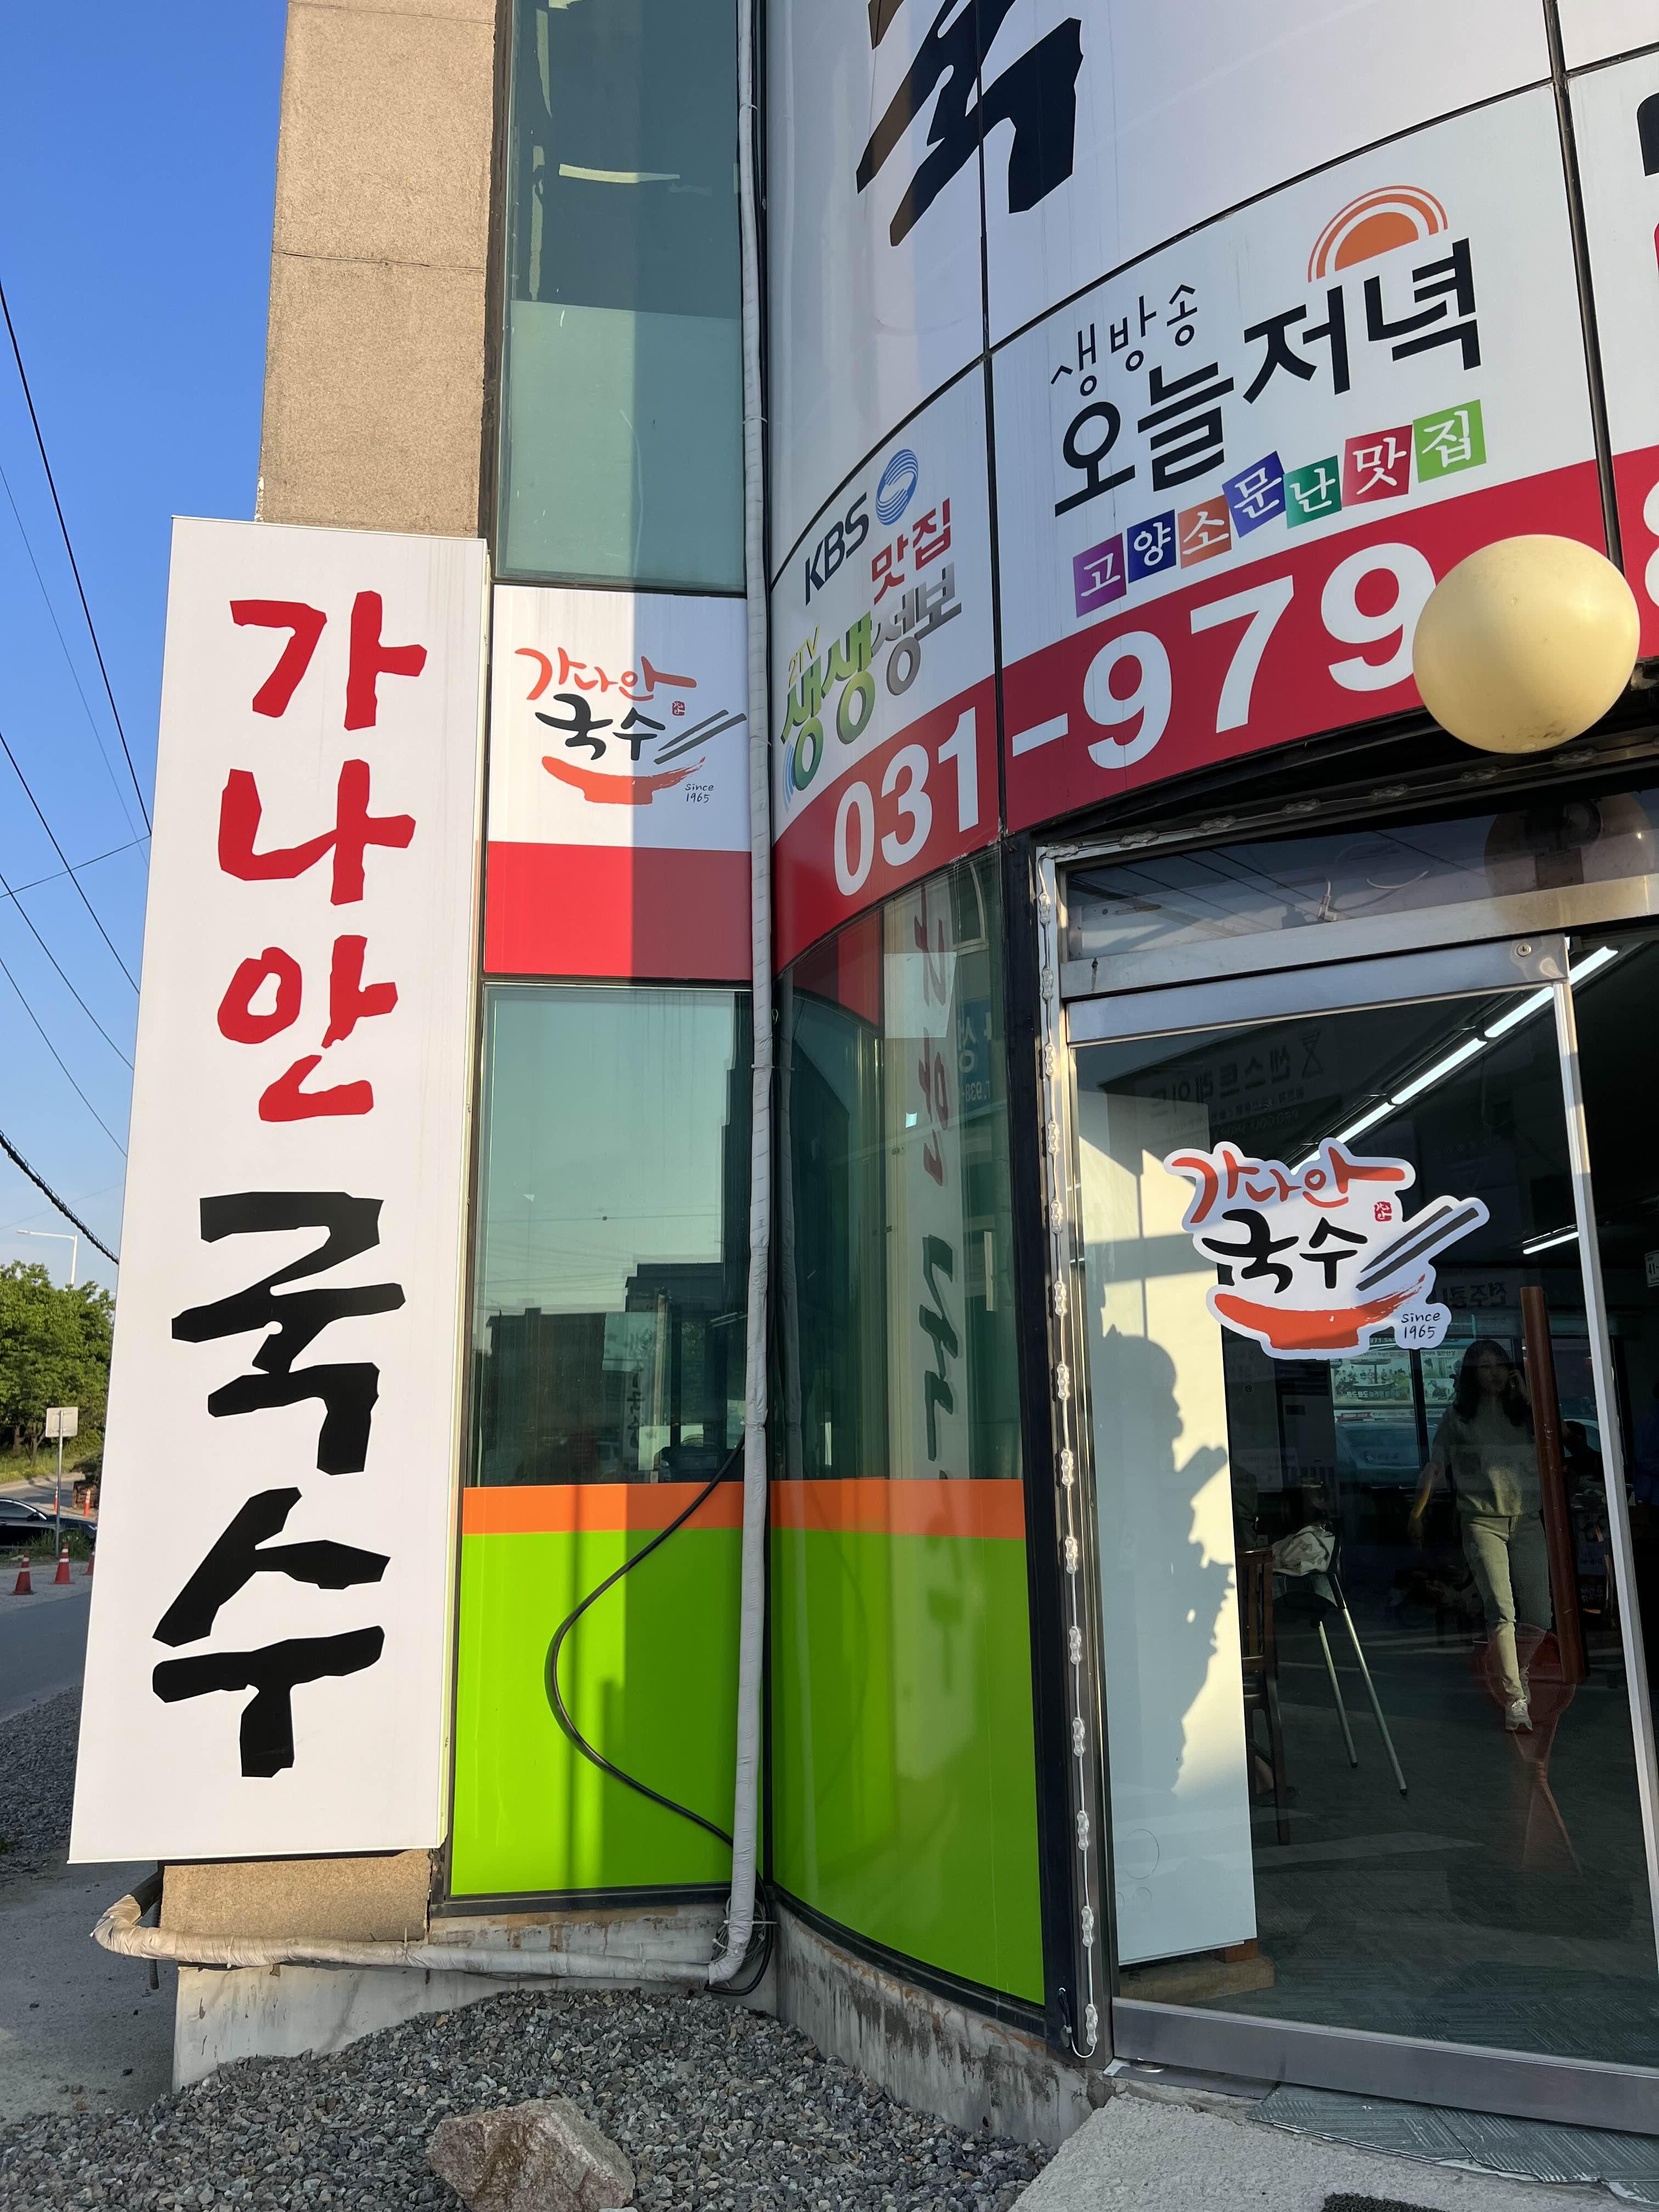 가나안
국수
가나안
국수
since
1965
국
KBS
맛집
2TV
생생정보
생방송
오늘저녁
고양소문난맛집
031-979
가나안
국수
since
1965